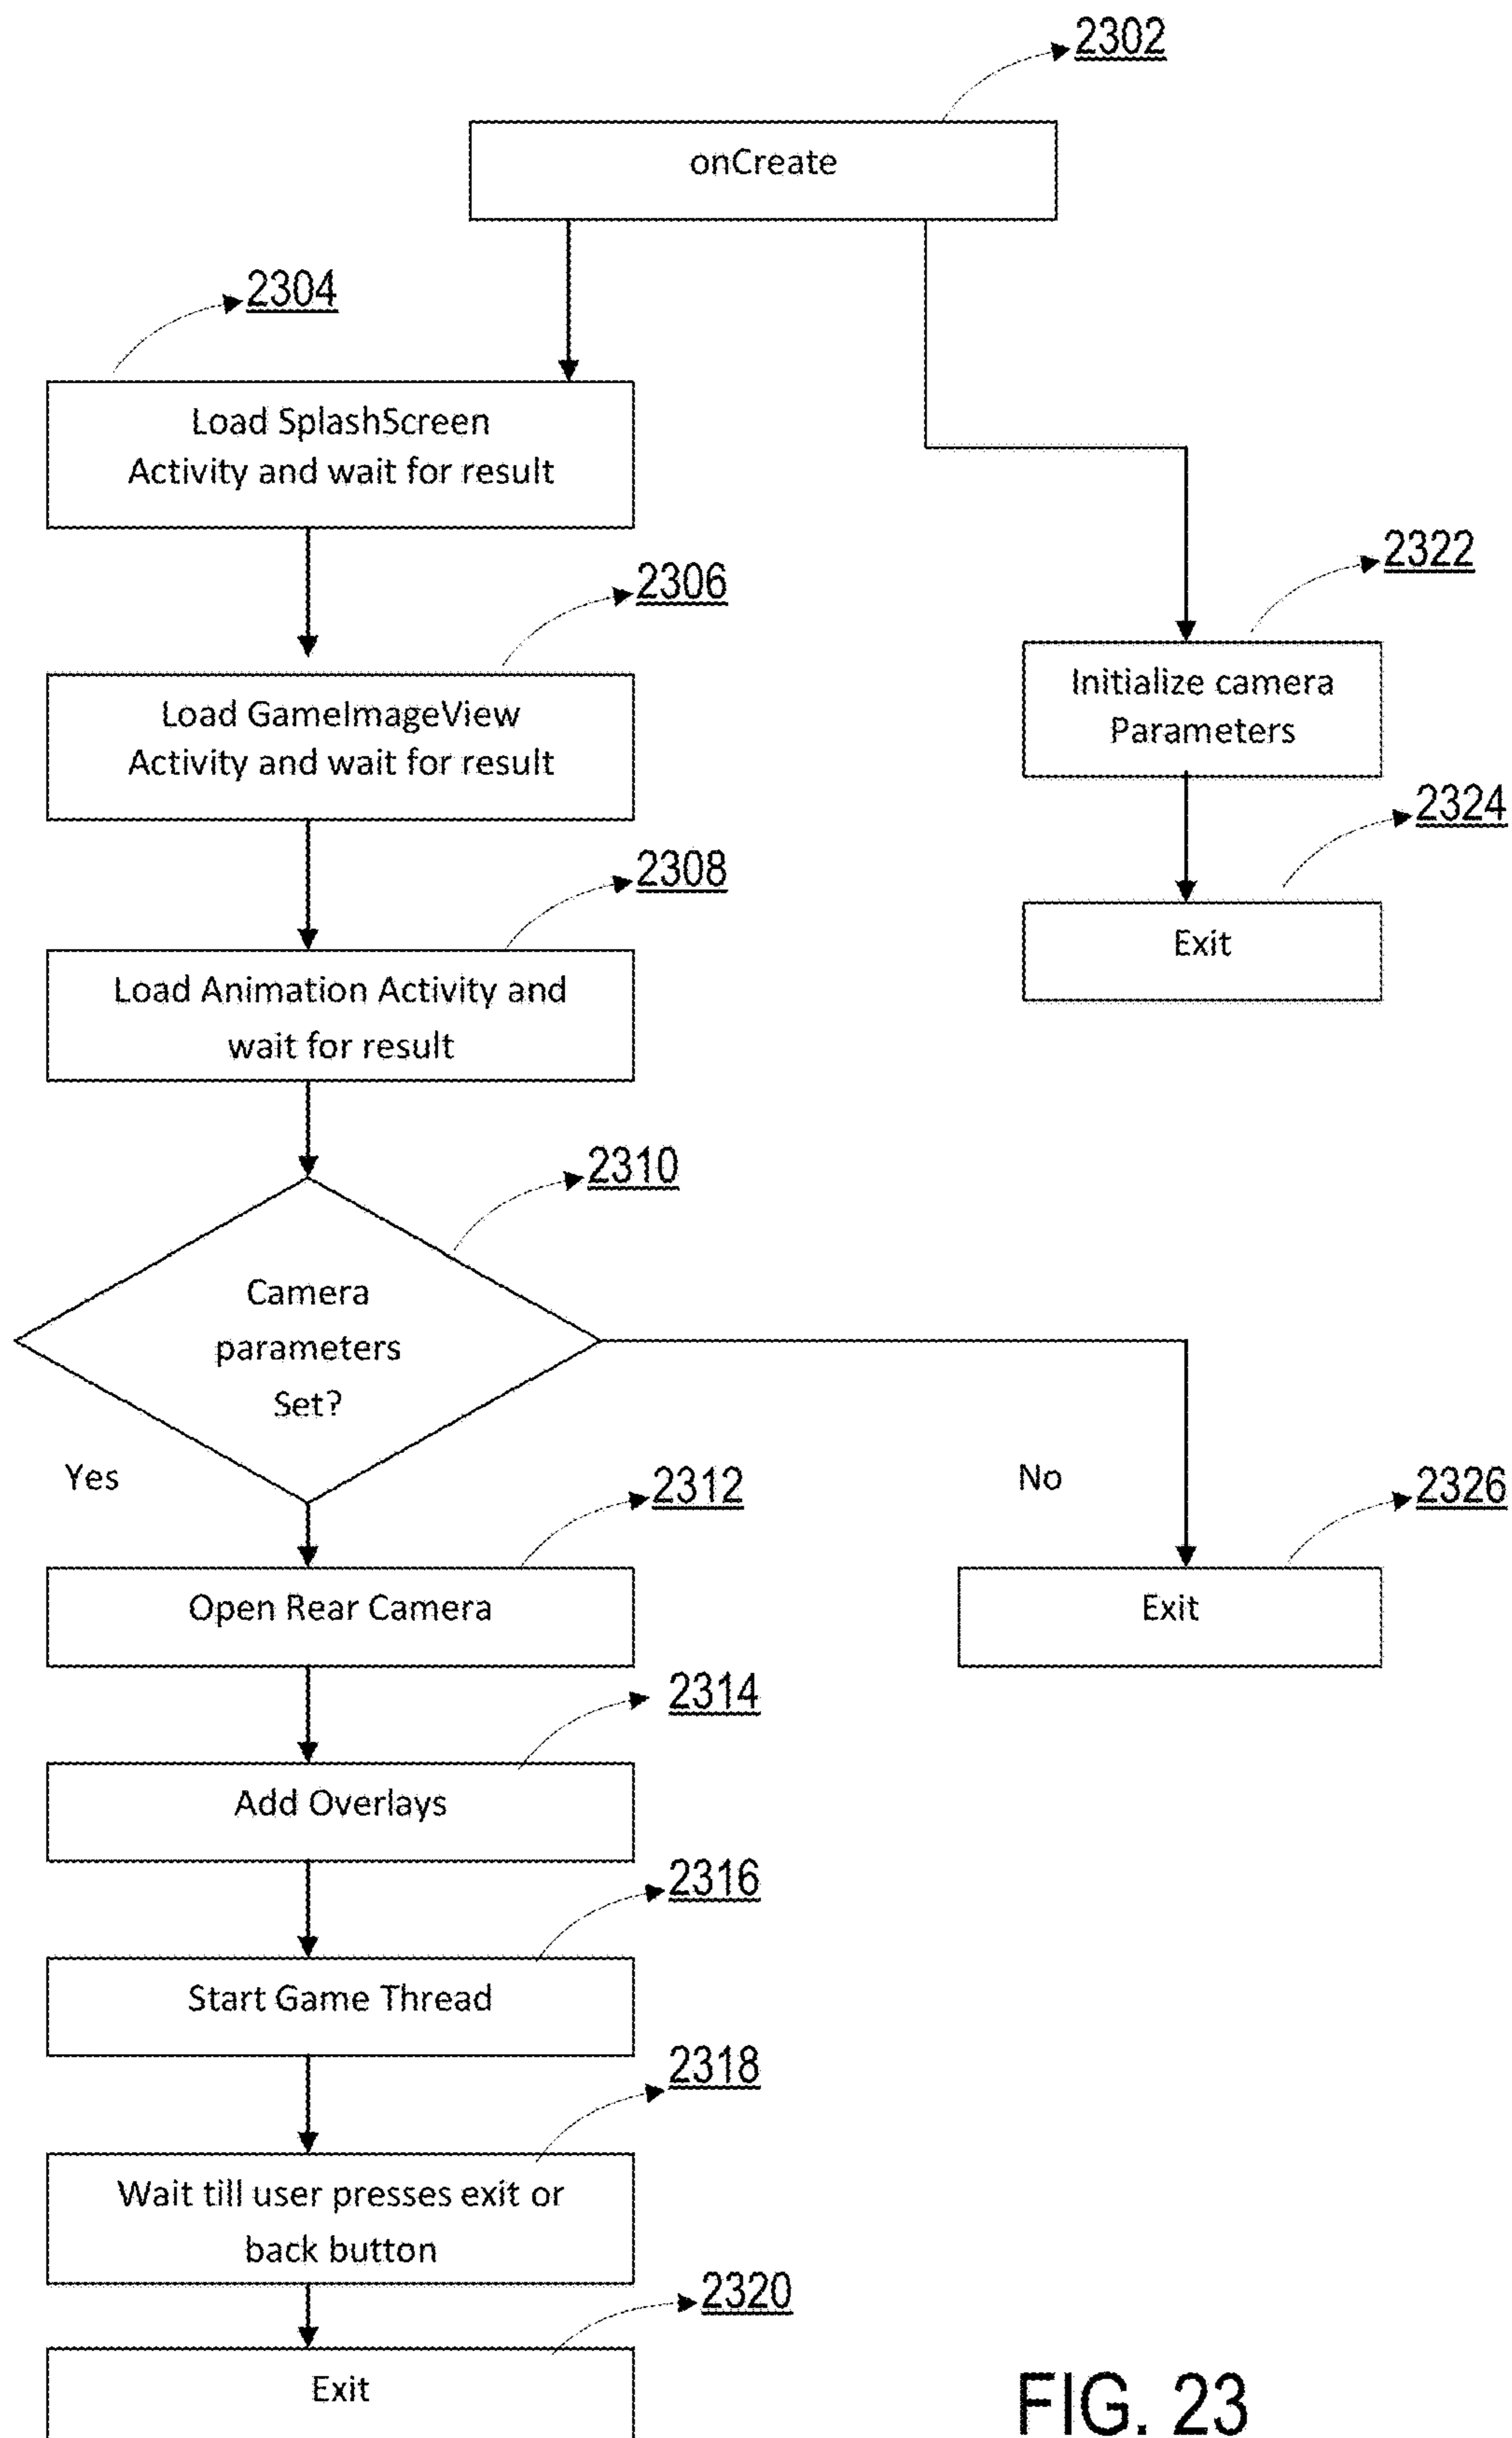 2302
onCreate
2304
Load SplashScreen
Activity and wait for result
2306
Load GameImageView
Activity and wait for result
2322
Initialize camera
Parameters
2324
Exit
2308
Load Animation Activity and
wait for result
2310
Camera
parameters
Set?
Yes
No
2312
Open Rear Camera
2326
Exit
2314
Add Overlays
2316
Start Game Thread
2318
Wait till user presses exit or
back button
2320
Exit
FIG. 23